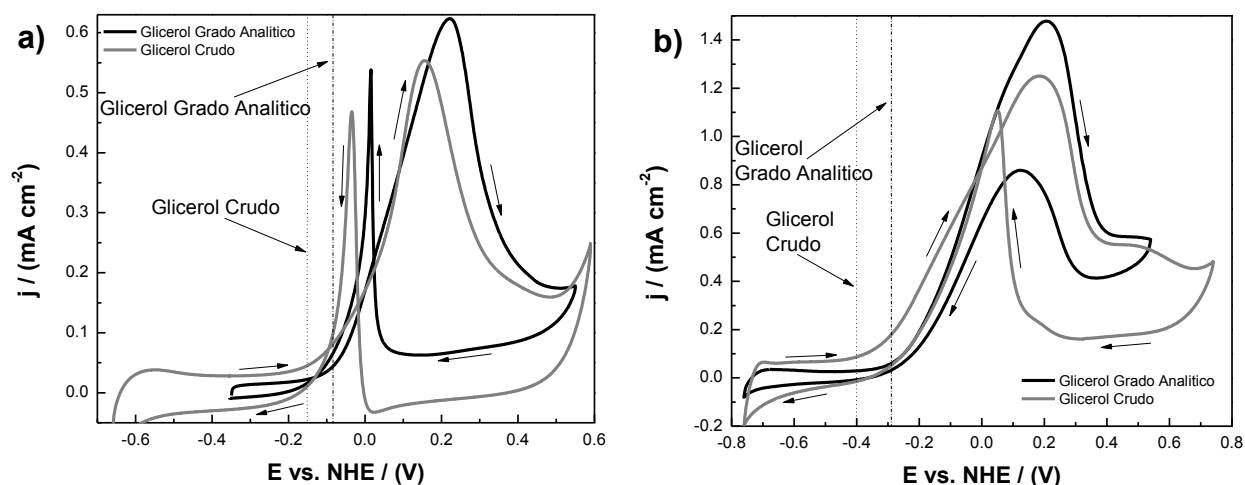 a)
Glicerol Grado Analitico
Glicerol Crudo
Glicerol Grado Analitico
Glicerol Crudo
j / (mA cm-2)
0.6
0.5
0.4
0.3
0.2
0.1
0.0
-0.6 -0.4 -0.2 0.0 0.2 0.4 0.6
E vs. NHE / (V)
b)
Glicerol
Grado Analitico
Glicerol
Crudo
Glicerol Grado Analitico
Glicerol Crudo
j / (mA cm-2)
1.4
1.2
1.0
0.8
0.6
0.4
0.2
0.0
-0.2
-0.8 -0.6 -0.4 -0.2 0.0 0.2 0.4 0.6 0.8
E vs. NHE / (V)